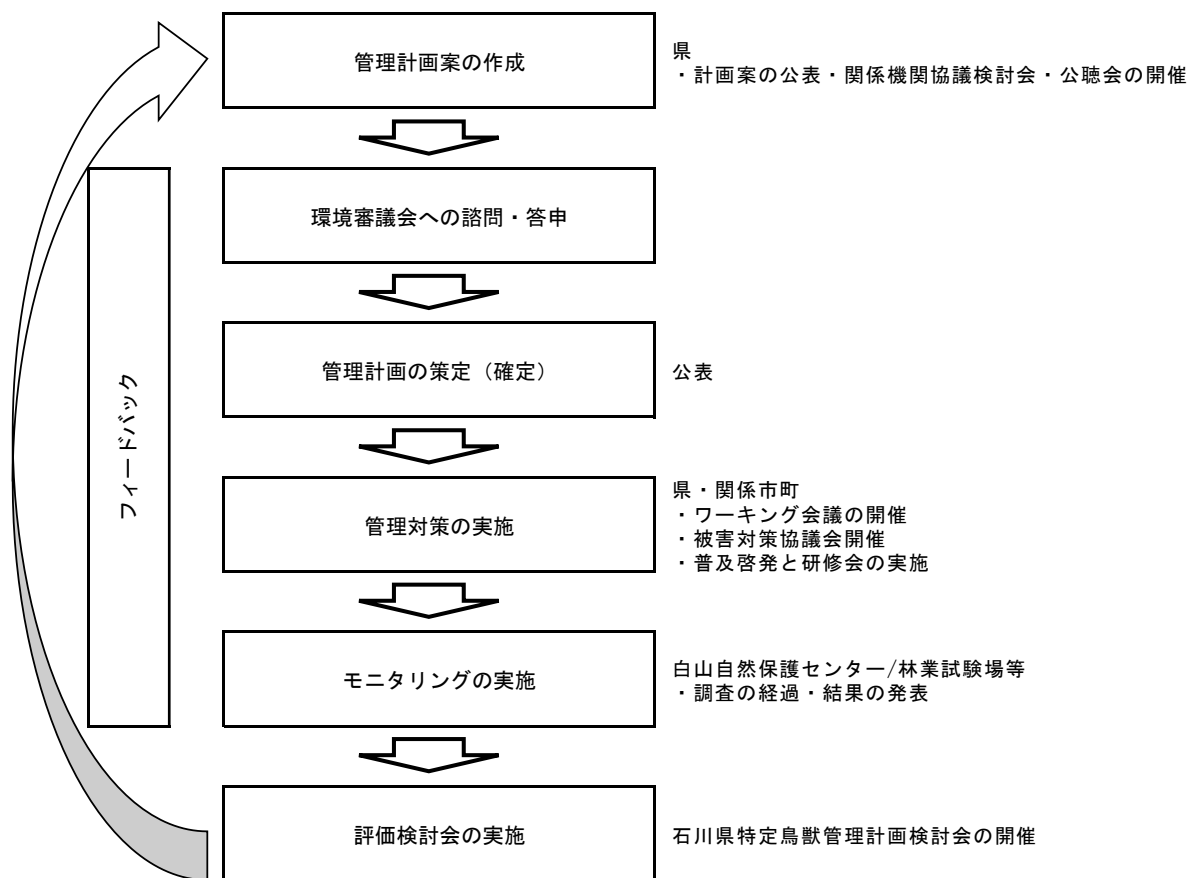 管理計画案の作成
県
・計画案の公表・関係機関協議検討会・公聴会の開催
環境審議会への諮問・答申
管理計画の策定（確定）
公表
フィードバック
管理対策の実施
県・関係市町
・ワーキング会議の開催
・被害対策協議会開催
・普及啓発と研修会の実施
モニタリングの実施
白山自然保護センター/林業試験場等
・調査の経過・結果の発表
評価検討会の実施
石川県特定鳥獣管理計画検討会の開催